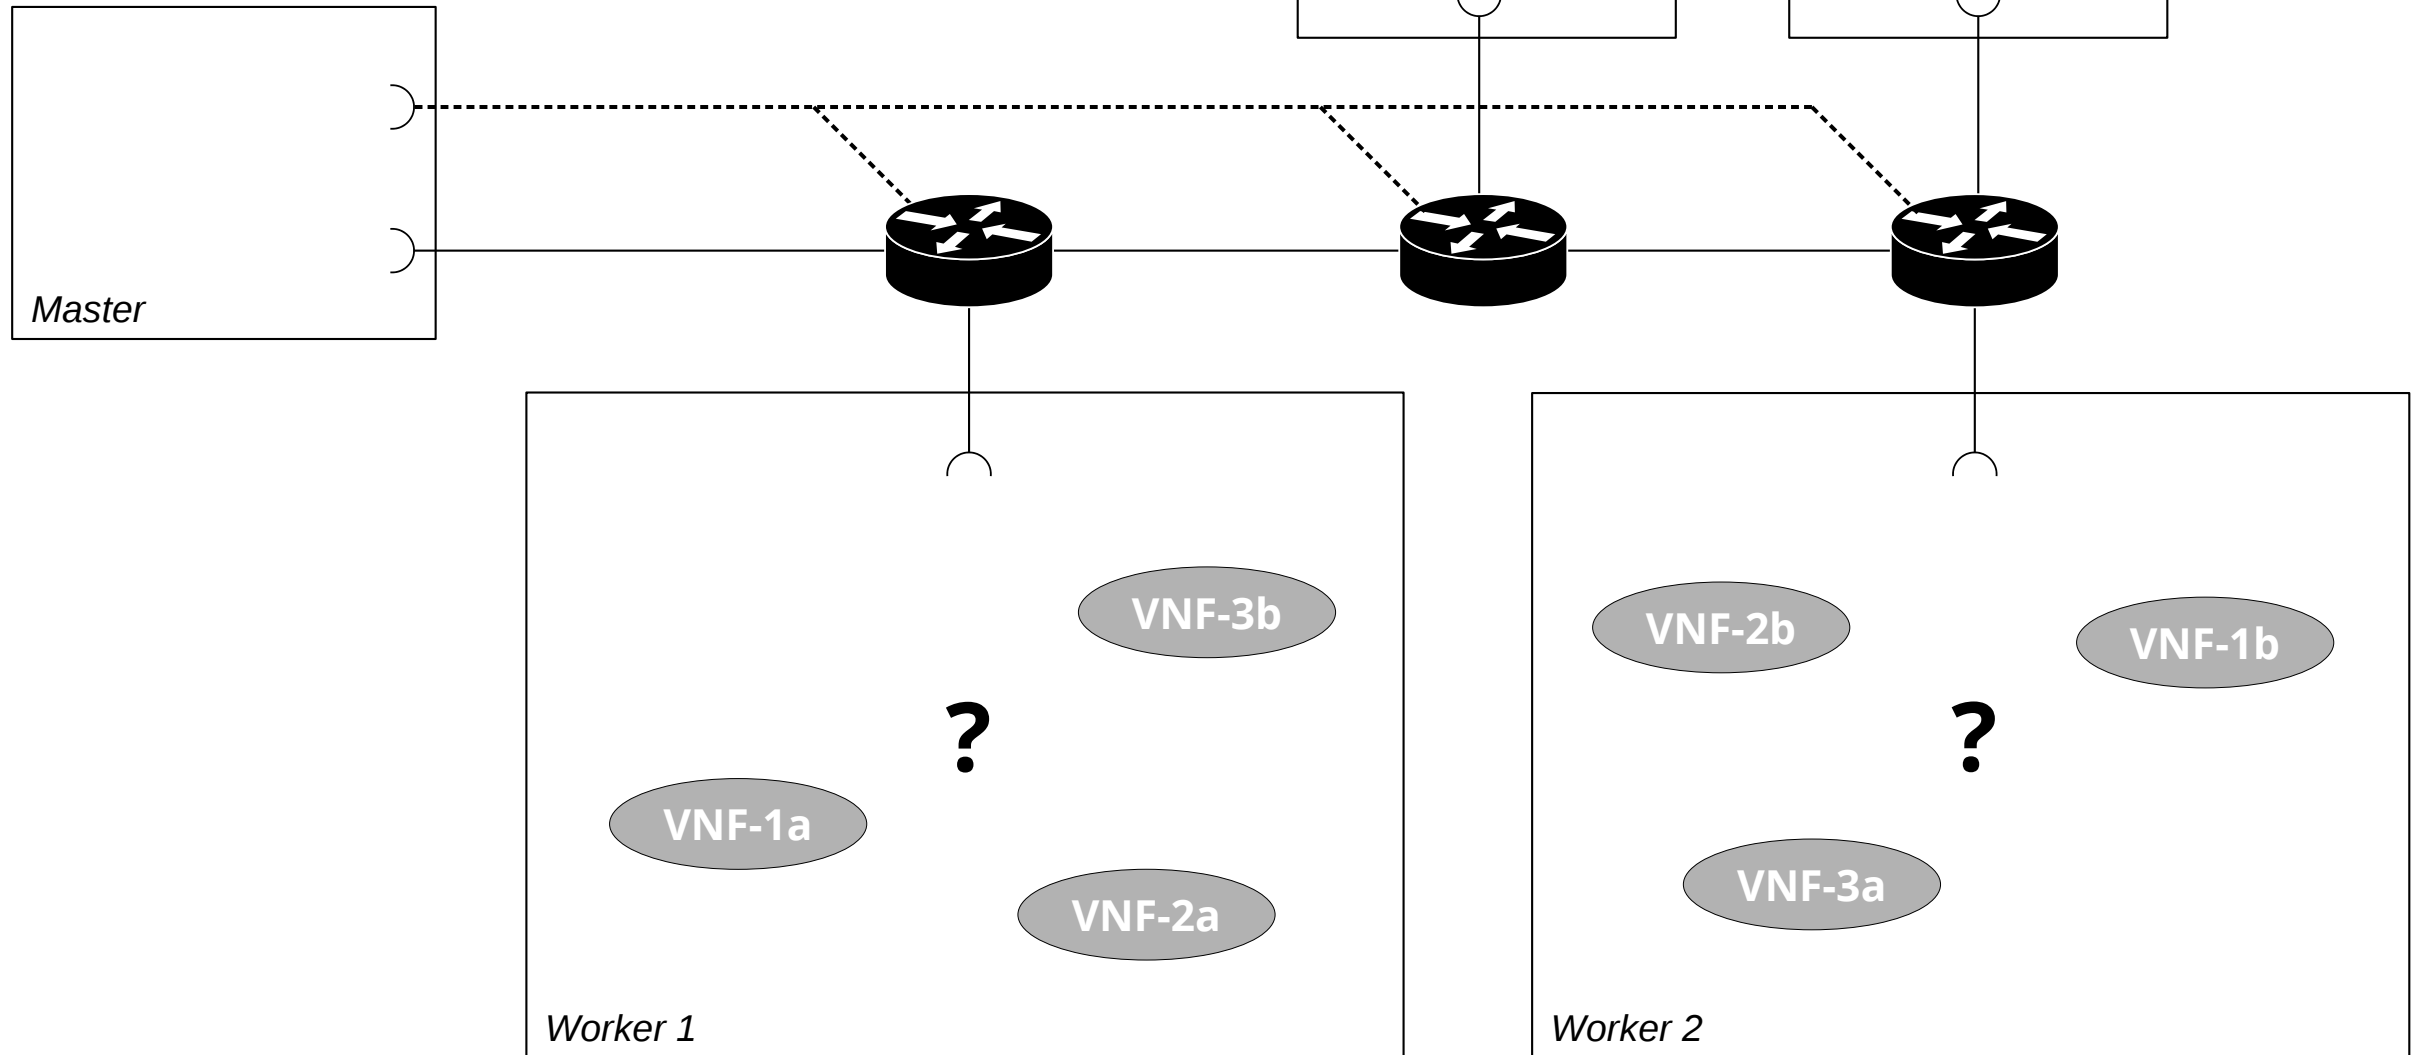 Master
VNF-3b
VNF-2b
VNF-1b
?
?
VNF-1a
VNF-3a
VNF-2a
Worker 1
Worker 2